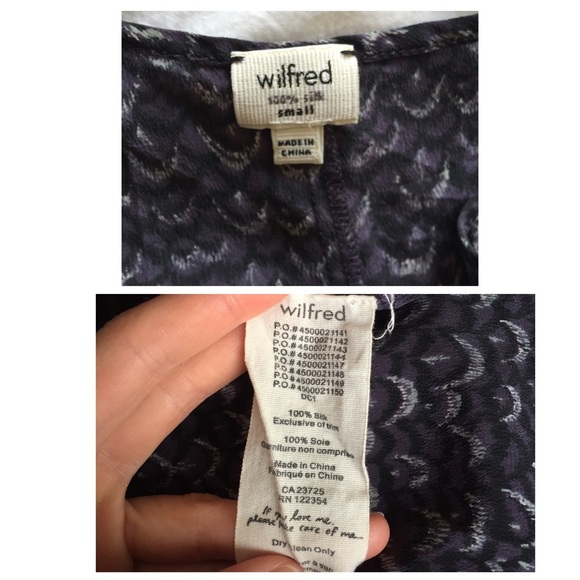 wilfred
100% silk
small
MADE IN
CHINA
wilfred
P.O.# 4500021141
P.O.# 4500021142
P.O.# 4500021143
P.O.# 4500021144
P.O.# 4500021147
P.O.# 4500021148
P.O.# 4500021149
P.O.# 4500021150
DC1
100% Silk
Exclusive of trim
100% Soie
Garniture non comprise
Made in China
Fabriqué en China
CA 23725
RN 122354
If you love me,
please take care of me...
Dry Clean Only